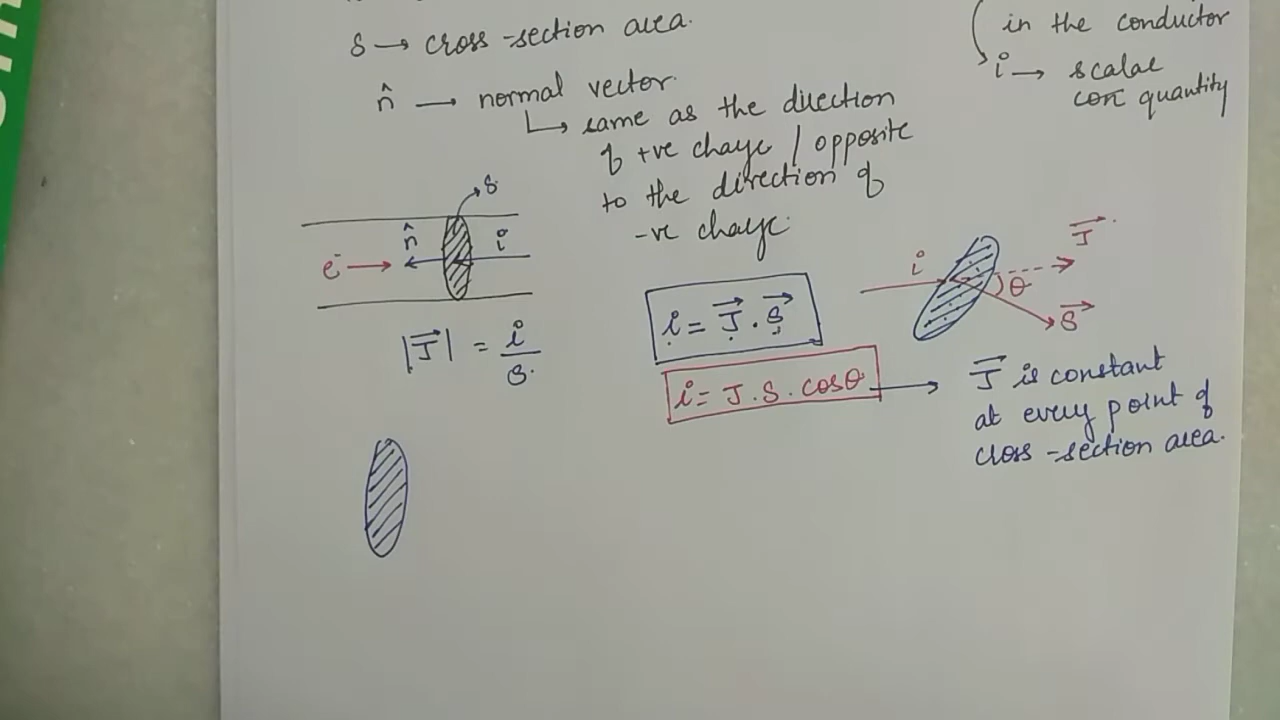 S → cross-section area.
n̂ → normal vector.
↳ same as the direction
of +ve charge / opposite
to the direction of
-ve charge.
in the conductor
i → scalar
quantity
S
n̂
i
e⁻ →
|J⃗| = i/S.
i = J⃗ . S⃗
i = J . S . cosθ →
i
J⃗
θ
S⃗
J⃗ is constant
at every point of
cross-section area.